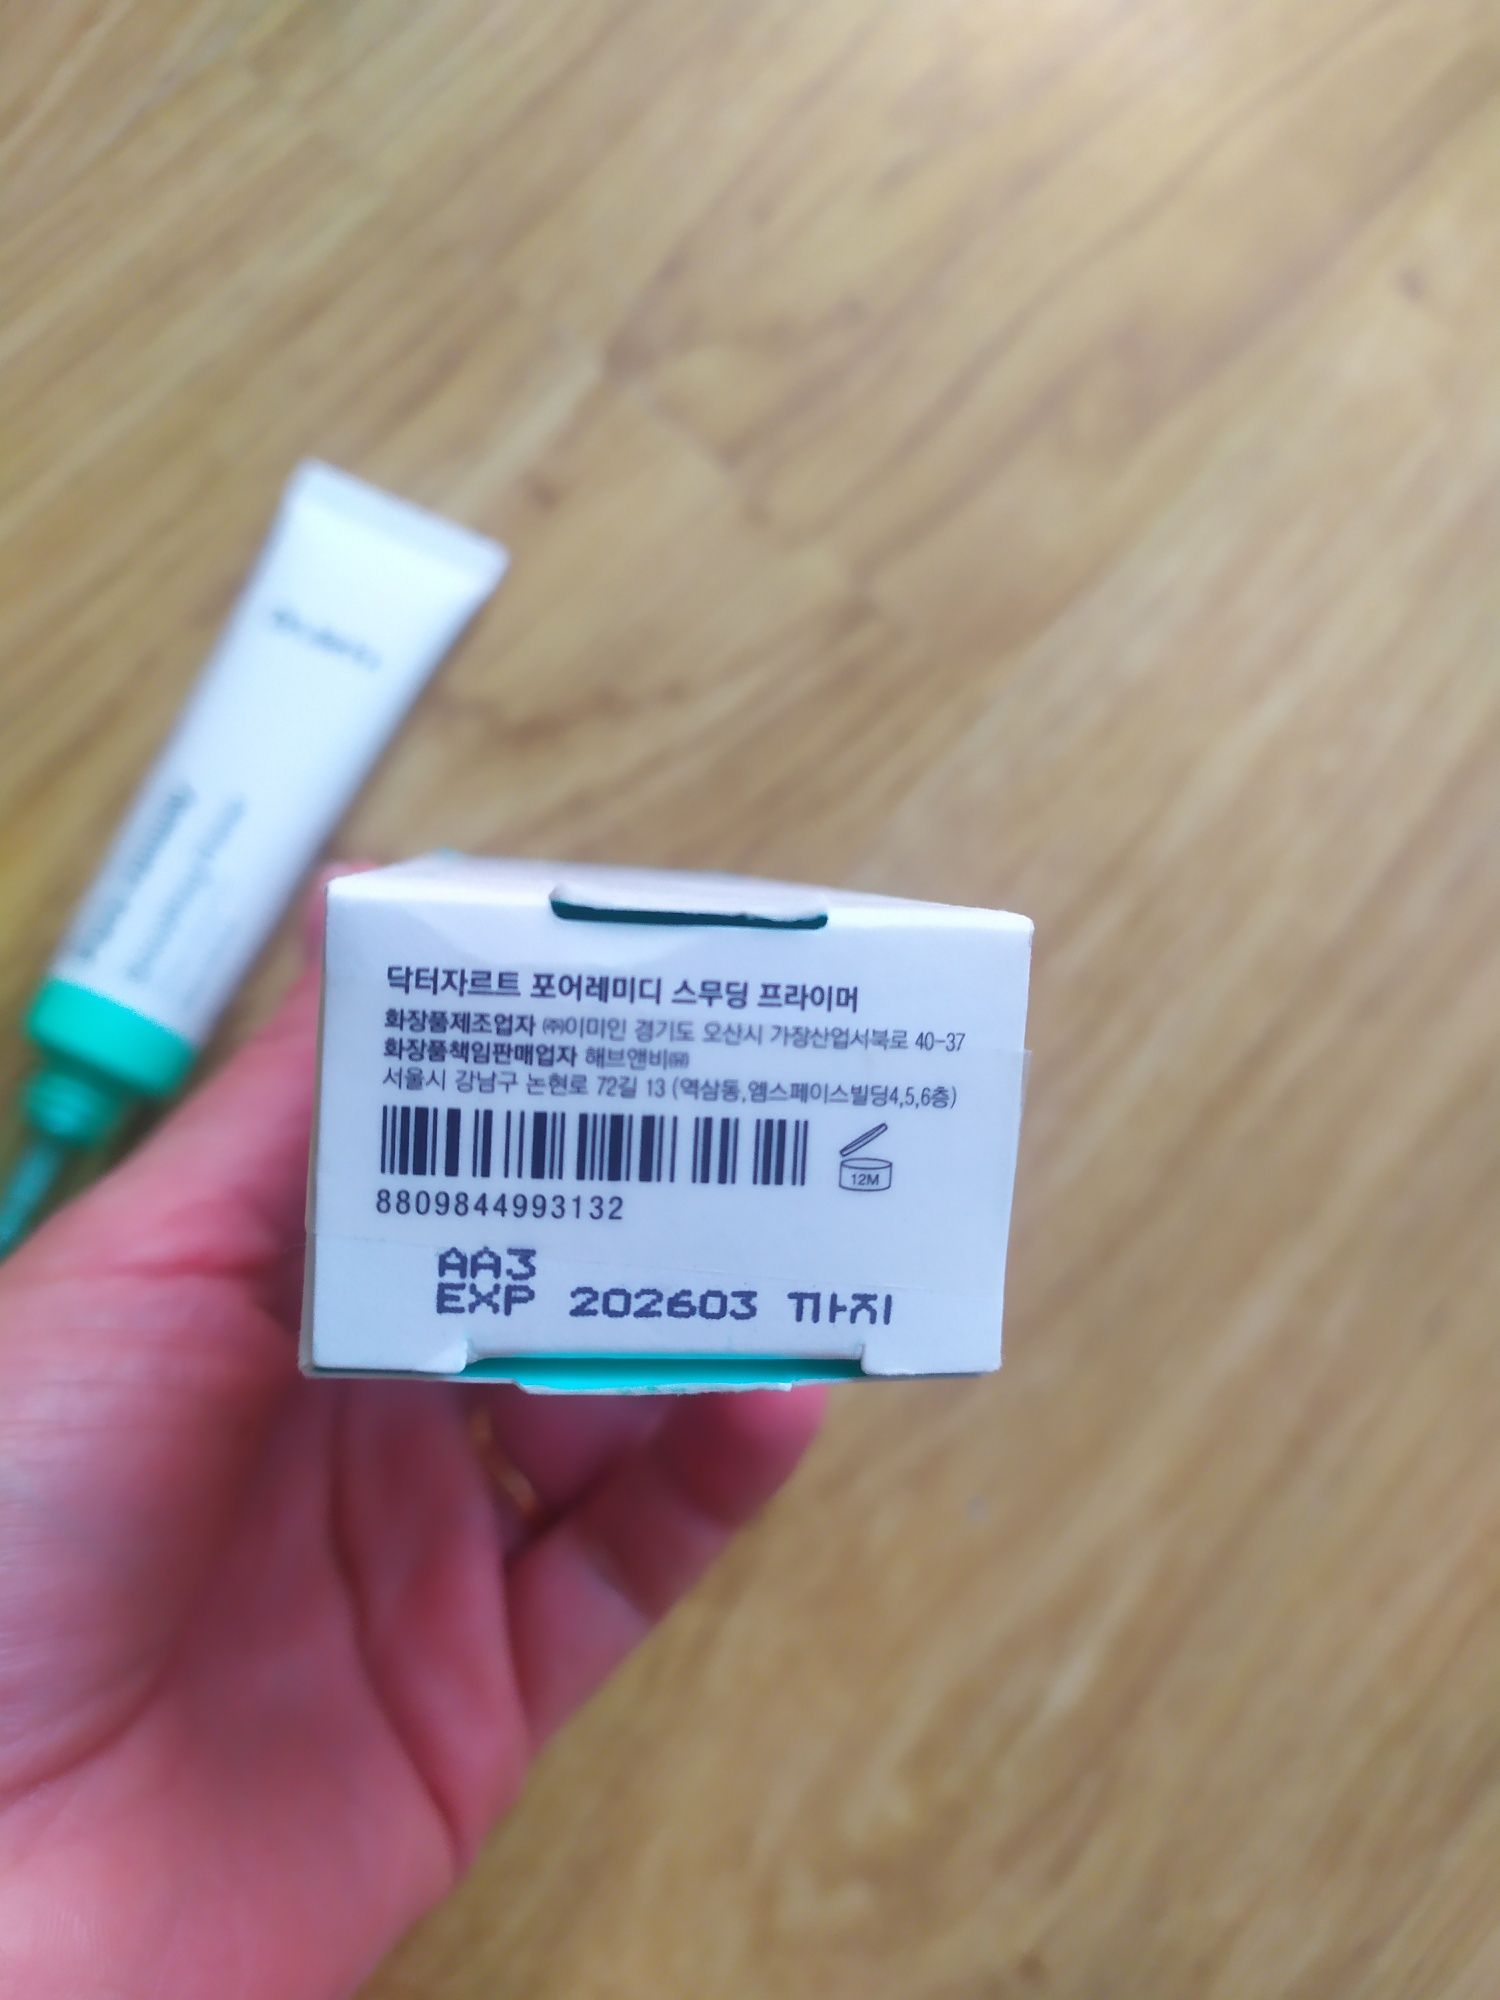 닥터자르트 포어레미디 스무딩 프라이머
화장품제조업자 ㈜이미인 경기도 오산시 가장산업서북로 40-37
화장품책임판매업자 해브앤비㈜
서울시 강남구 논현로 72길 13 (역삼동,엠스페이스빌딩4,5,6층)
12M
8809844993132
AA3
EXP 202603 까지